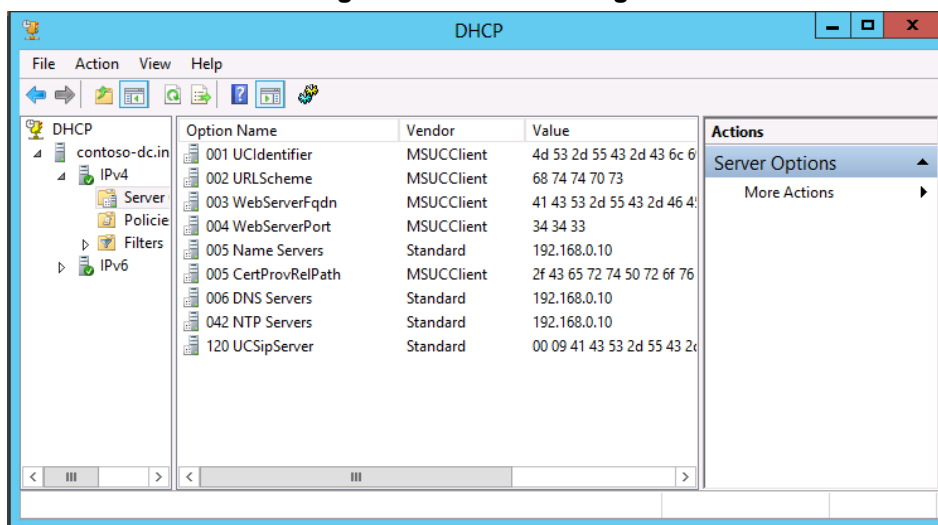 DHCP
File Action View Help
DHCP
contoso-dc.in
IPv4
Server
Policie
Filters
IPv6
Option Name Vendor Value
001 UCIdentifier MSUCClient 4d 53 2d 55 43 2d 43 6c 6
002 URLScheme MSUCClient 68 74 74 70 73
003 WebServerFqdn MSUCClient 41 43 53 2d 55 43 2d 46 4
004 WebServerPort MSUCClient 34 34 33
005 Name Servers Standard 192.168.0.10
005 CertProvRelPath MSUCClient 2f 43 65 72 74 50 72 6f 76
006 DNS Servers Standard 192.168.0.10
042 NTP Servers Standard 192.168.0.10
120 UCSipServer Standard 00 09 41 43 53 2d 55 43 2
Actions
Server Options
More Actions